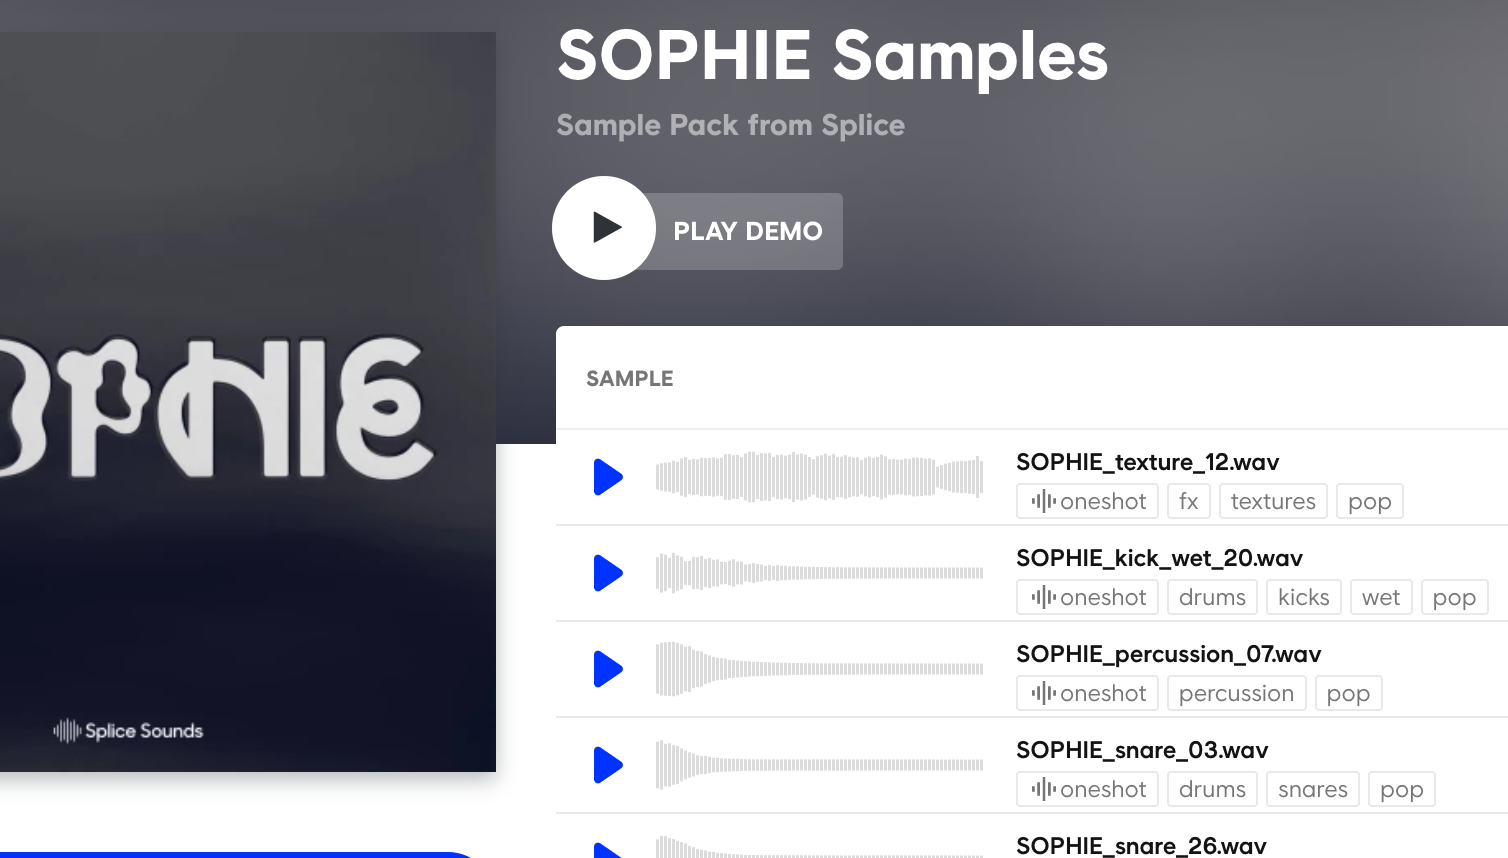 SOPHIE Samples
Sample Pack from Splice
PLAY DEMO
OPHIE
Splice Sounds
SAMPLE
SOPHIE_texture_12.wav
oneshot fx textures pop
SOPHIE_kick_wet_20.wav
oneshot drums kicks wet pop
SOPHIE_percussion_07.wav
oneshot percussion pop
SOPHIE_snare_03.wav
oneshot drums snares pop
SOPHIE_snare_26.wav